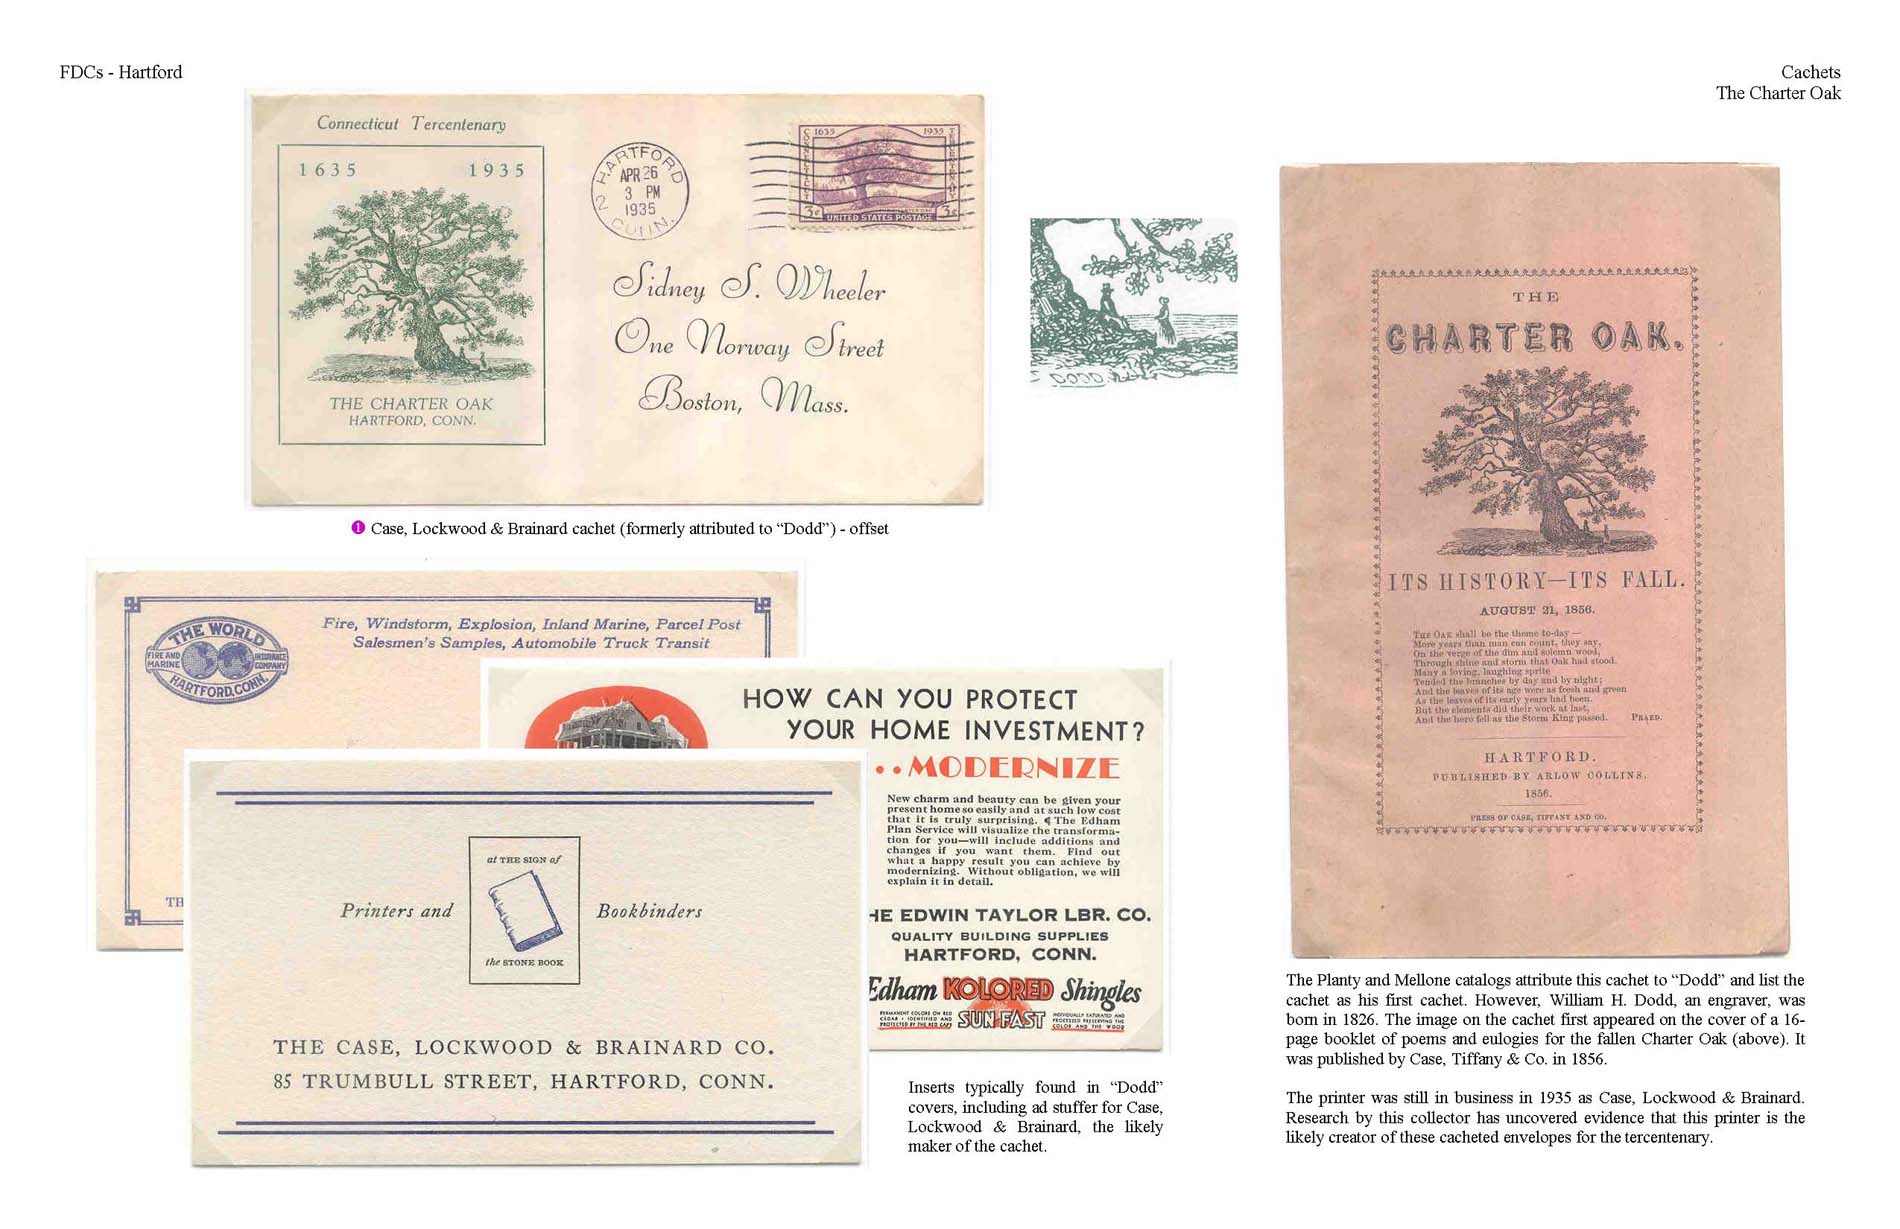 FDCs - Hartford
Cachets
The Charter Oak
Connecticut Tercentenary
1635 1935
THE CHARTER OAK
HARTFORD, CONN.
HARTFORD
APR 26
3 PM
1935
2 CONN.
1635 1935
CONNECTICUT
TERCENTENARY
CHARTER OAK
3c UNITED STATES POSTAGE 3c
Sidney S. Wheeler
One Norway Street
Boston, Mass.
DODD
❶ Case, Lockwood & Brainard cachet (formerly attributed to “Dodd”) - offset
THE WORLD
FIRE AND MARINE INSURANCE COMPANY
HARTFORD, CONN.
Fire, Windstorm, Explosion, Inland Marine, Parcel Post
Salesmen's Samples, Automobile Truck Transit
TH
HOW CAN YOU PROTECT
YOUR HOME INVESTMENT?
..MODERNIZE
New charm and beauty can be given your
present home so easily and at such low cost
that it is truly surprising. ¶ The Edham
Plan Service will visualize the transforma-
tion for you—will include additions and
changes if you want them. Find out
what a happy result you can achieve by
modernizing. Without obligation, we will
explain it in detail.
HE EDWIN TAYLOR LBR. CO.
QUALITY BUILDING SUPPLIES
HARTFORD, CONN.
Edham KOLORED Shingles
SUN FAST
PERMANENT COLORS ON RED
CEDAR • IDENTIFIED AND
PROTECTED BY THE RED CAPS
INDIVIDUALLY SATURATED AND
PROCESSED PRESERVING THE
COLOR AND THE WOOD
at THE SIGN of
the STONE BOOK
Printers and Bookbinders
THE CASE, LOCKWOOD & BRAINARD CO.
85 TRUMBULL STREET, HARTFORD, CONN.
Inserts typically found in “Dodd”
covers, including ad stuffer for Case,
Lockwood & Brainard, the likely
maker of the cachet.
THE
CHARTER OAK.
ITS HISTORY—ITS FALL.
AUGUST 21, 1856.
THE OAK shall be the theme to-day—
More years than man can count, they say,
On the verge of the dim and solemn wood,
Through shine and storm that Oak had stood.
Many a loving, laughing sprite
Tended the branches by day and by night;
And the leaves of its age were as fresh and green
As the leaves of its early years had been.
But the elements did their work at last,
And the hero fell as the Storm King passed. PRAED.
HARTFORD.
PUBLISHED BY ARLOW COLLINS.
1856.
PRESS OF CASE, TIFFANY AND CO.
The Planty and Mellone catalogs attribute this cachet to “Dodd” and list the
cachet as his first cachet. However, William H. Dodd, an engraver, was
born in 1826. The image on the cachet first appeared on the cover of a 16-
page booklet of poems and eulogies for the fallen Charter Oak (above). It
was published by Case, Tiffany & Co. in 1856.
The printer was still in business in 1935 as Case, Lockwood & Brainard.
Research by this collector has uncovered evidence that this printer is the
likely creator of these cacheted envelopes for the tercentenary.